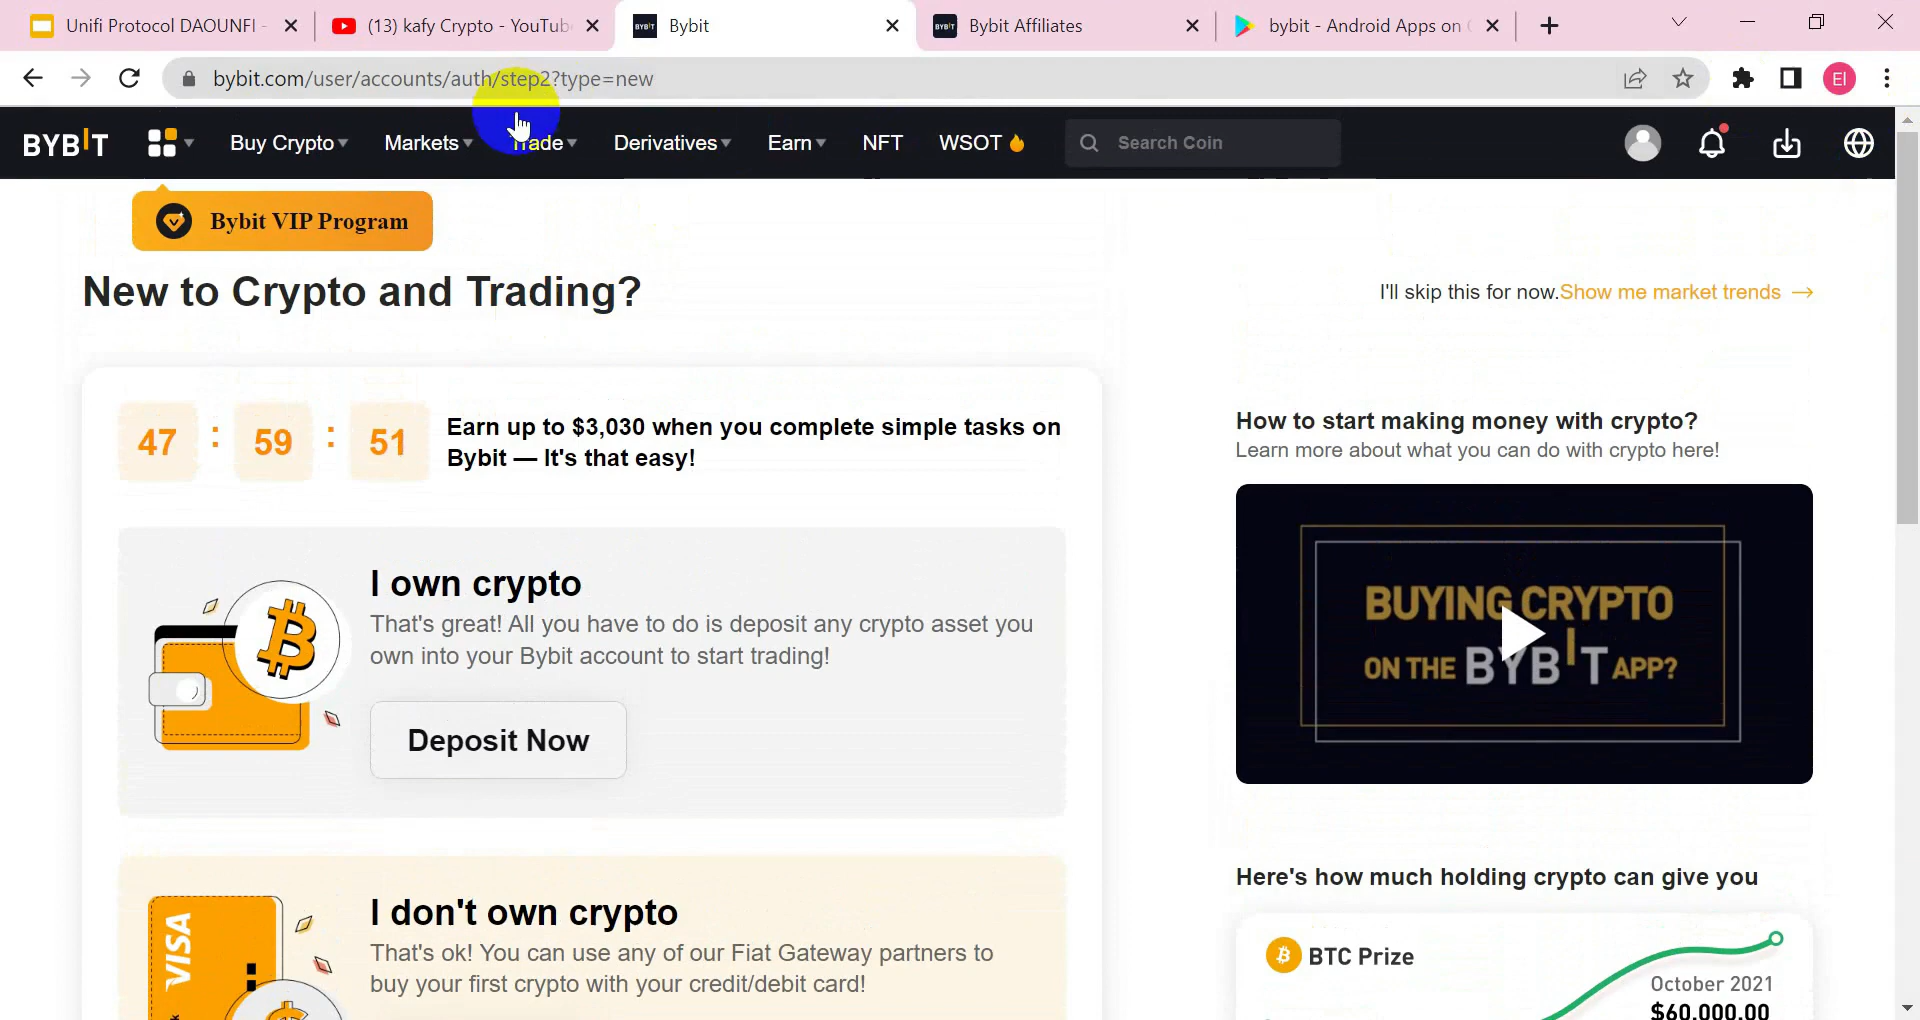 Unifi Protocol DAOUNFI -
(13) kafy Crypto - YouTub
Bybit
Bybit Affiliates
bybit - Android Apps on
bybit.com/user/accounts/auth/step2?type=new
EI
BYBIT
Buy Crypto
Markets
Trade
Derivatives
Earn
NFT
WSOT
Search Coin
Bybit VIP Program
New to Crypto and Trading?
I'll skip this for now.Show me market trends →
47 : 59 : 51
Earn up to $3,030 when you complete simple tasks on
Bybit — It's that easy!
I own crypto
That's great! All you have to do is deposit any crypto asset you
own into your Bybit account to start trading!
Deposit Now
VISA
I don't own crypto
That's ok! You can use any of our Fiat Gateway partners to
buy your first crypto with your credit/debit card!
How to start making money with crypto?
Learn more about what you can do with crypto here!
BUYING CRYPTO
ON THE BYBIT APP?
Here's how much holding crypto can give you
BTC Prize
October 2021
$60,000.00